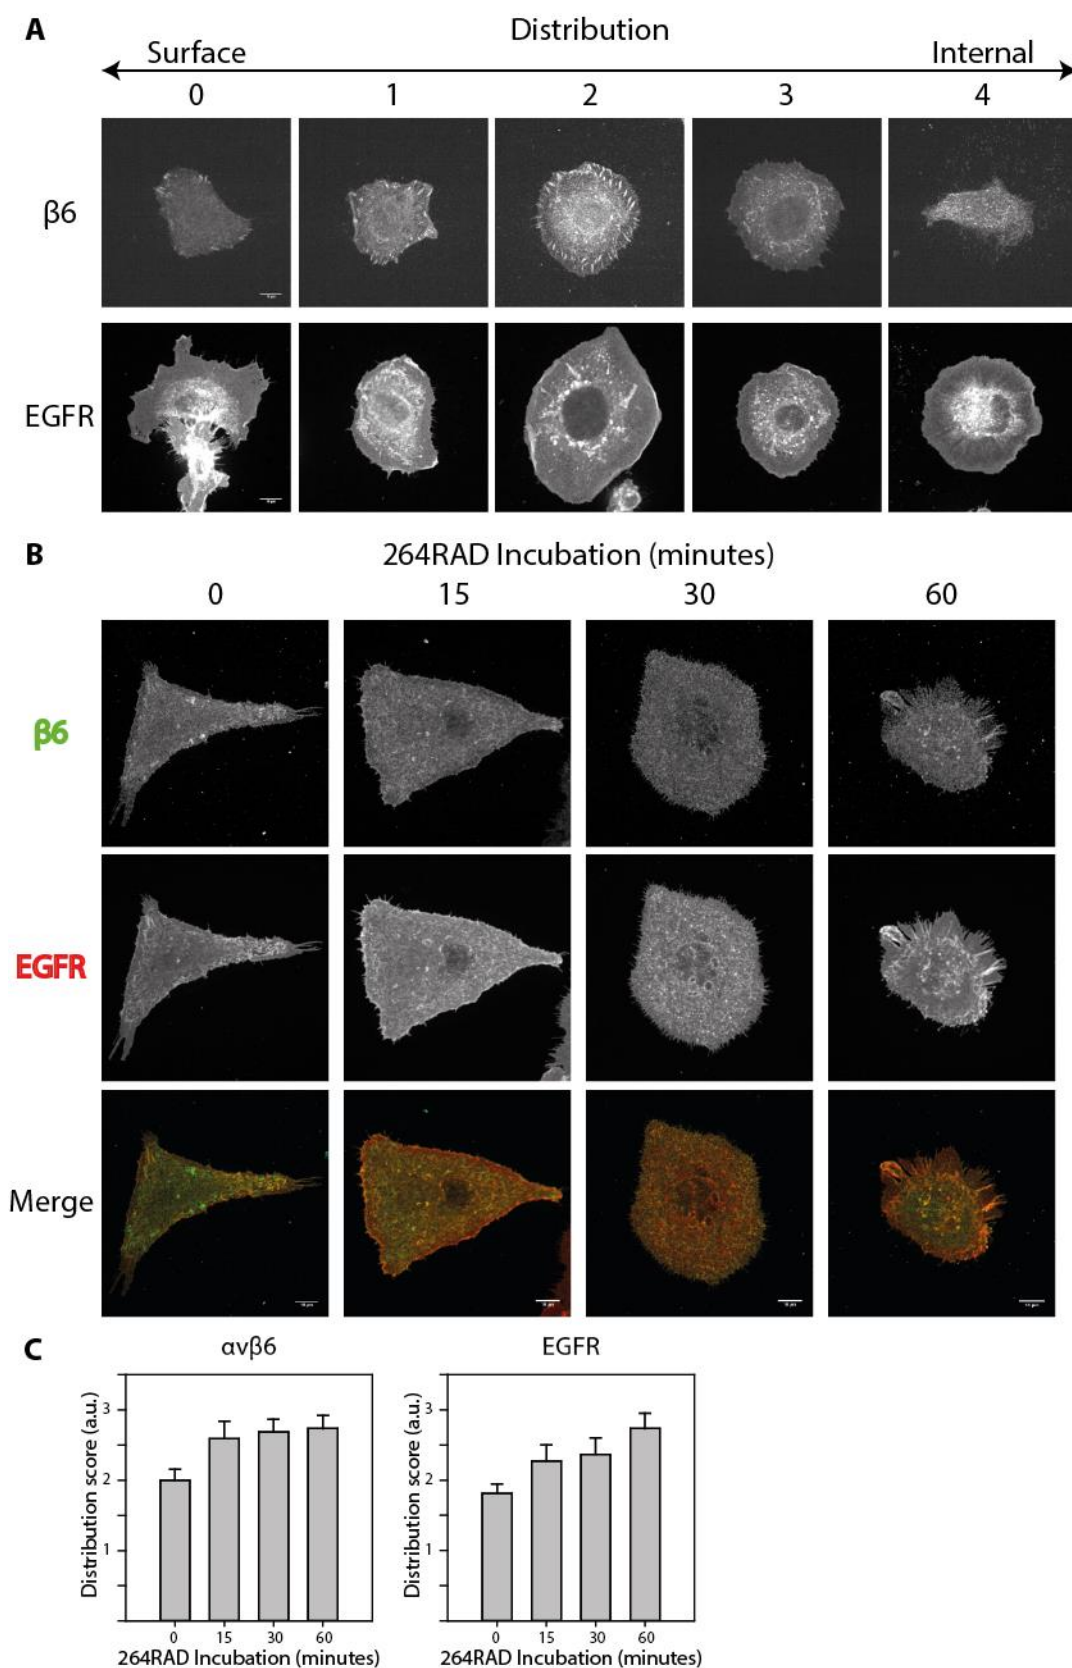 A
Distribution
Surface
Internal
0
1
2
3
4
β6
EGFR
B
264RAD Incubation (minutes)
0
15
30
60
β6
EGFR
Merge
C
αvβ6
Distribution score (a.u.)
3
2
1
0
15
30
60
264RAD Incubation (minutes)
EGFR
Distribution score (a.u.)
3
2
1
0
15
30
60
264RAD Incubation (minutes)